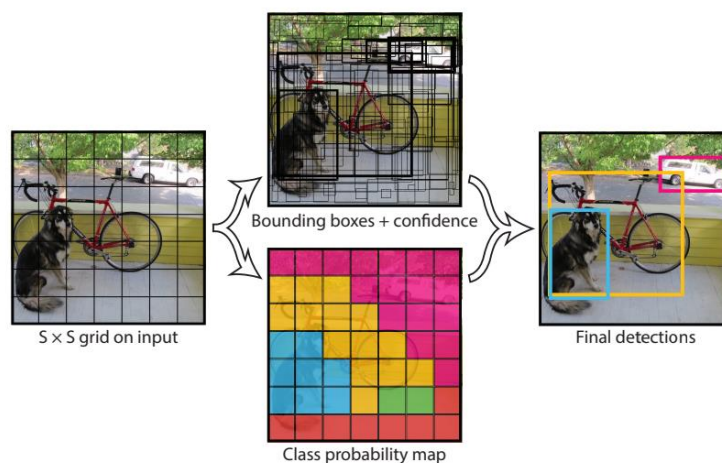 Bounding boxes + confidence
S × S grid on input
Final detections
Class probability map